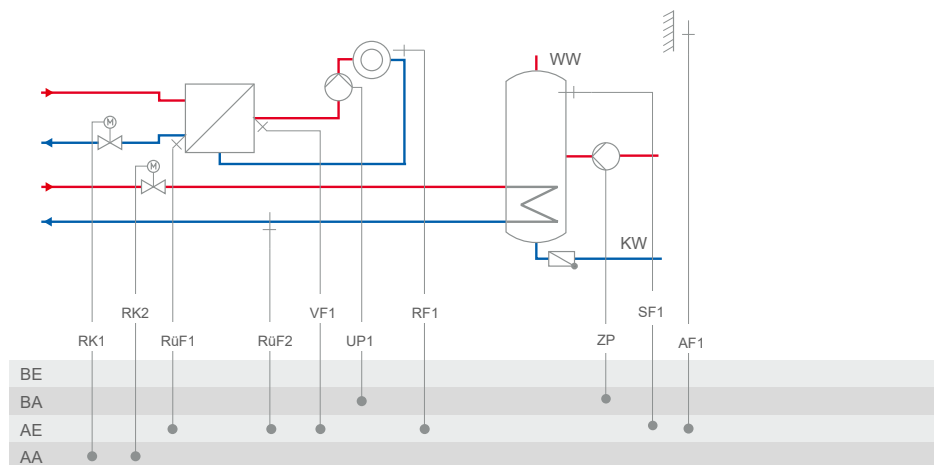 WW
M
M
KW
RK2 VF1 RF1 SF1
RK1 RüF1 RüF2 UP1 ZP AF1
BE
BA
AE
AA